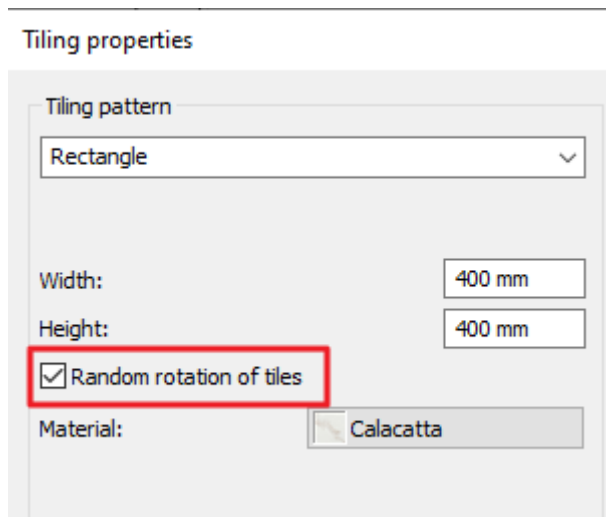 Tiling properties
Tiling pattern
Rectangle
Width: 400 mm
Height: 400 mm
Random rotation of tiles
Material: Calacatta